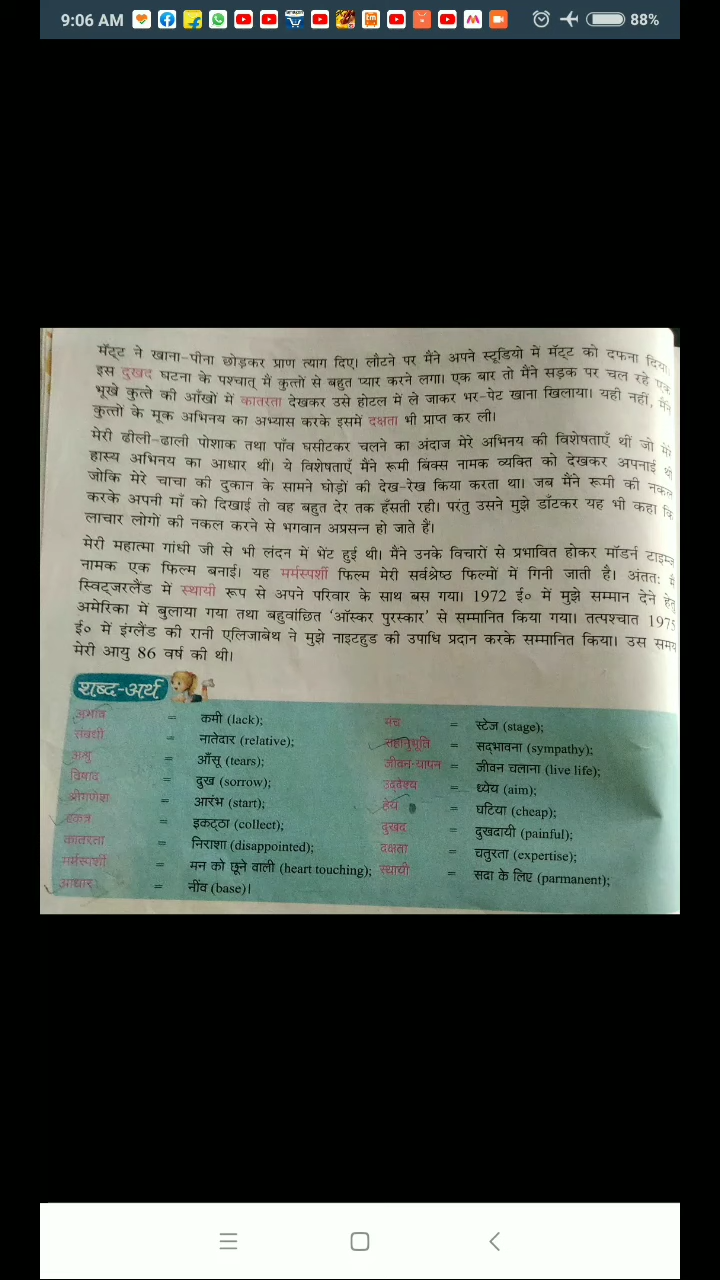 9:06 AM 88%
मॅट्ट ने खाना-पीना छोड़कर प्राण त्याग दिए। लौटने पर मैंने अपने स्टूडियो में मॅट्ट को दफना दिया।
इस दुखद घटना के पश्चात् मैं कुत्तों से बहुत प्यार करने लगा। एक बार तो मैंने सड़क पर चल रहे एक
भूखे कुत्ते की आँखों में कातरता देखकर उसे होटल में ले जाकर भर-पेट खाना खिलाया। यही नहीं, मैंने
कुत्तों के मूक अभिनय का अभ्यास करके इसमें दक्षता भी प्राप्त कर ली।
मेरी ढीली-ढाली पोशाक तथा पाँव घसीटकर चलने का अंदाज मेरे अभिनय की विशेषताएँ थीं जो मेरे
हास्य अभिनय का आधार थीं। ये विशेषताएँ मैंने रूमी बिंक्स नामक व्यक्ति को देखकर अपनाई थीं
जोकि मेरे चाचा की दुकान के सामने घोड़ों की देख-रेख किया करता था। जब मैंने रूमी की नकल
करके अपनी माँ को दिखाई तो वह बहुत देर तक हँसती रही। परंतु उसने मुझे डाँटकर यह भी कहा कि
लाचार लोगों की नकल करने से भगवान अप्रसन्न हो जाते हैं।
मेरी महात्मा गांधी जी से भी लंदन में भेंट हुई थी। मैंने उनके विचारों से प्रभावित होकर मॉडर्न टाइम्ज
नामक एक फिल्म बनाई। यह मर्मस्पर्शी फिल्म मेरी सर्वश्रेष्ठ फिल्मों में गिनी जाती है। अंततः मैं
स्विट्जरलैंड में स्थायी रूप से अपने परिवार के साथ बस गया। 1972 ई० में मुझे सम्मान देने हेतु
अमेरिका में बुलाया गया तथा बहुवांछित ‘ऑस्कर पुरस्कार’ से सम्मानित किया गया। तत्पश्चात 1975
ई० में इंग्लैंड की रानी एलिजाबेथ ने मुझे नाइटहुड की उपाधि प्रदान करके सम्मानित किया। उस समय
मेरी आयु 86 वर्ष की थी।
शब्द-अर्थ
अभाव = कमी (lack); मंच = स्टेज (stage);
संबंधी = नातेदार (relative); सहानुभूति = सद्भावना (sympathy);
अश्रु = आँसू (tears); जीवन-यापन = जीवन चलाना (live life);
विषाद = दुख (sorrow); उद्देश्य = ध्येय (aim);
श्रीगणेश = आरंभ (start); हेय = घटिया (cheap);
एकत्र = इकट्ठा (collect); दुखद = दुखदायी (painful);
कातरता = निराशा (disappointed); दक्षता = चतुरता (expertise);
मर्मस्पर्शी = मन को छूने वाली (heart touching); स्थायी = सदा के लिए (parmanent);
आधार = नींव (base)।